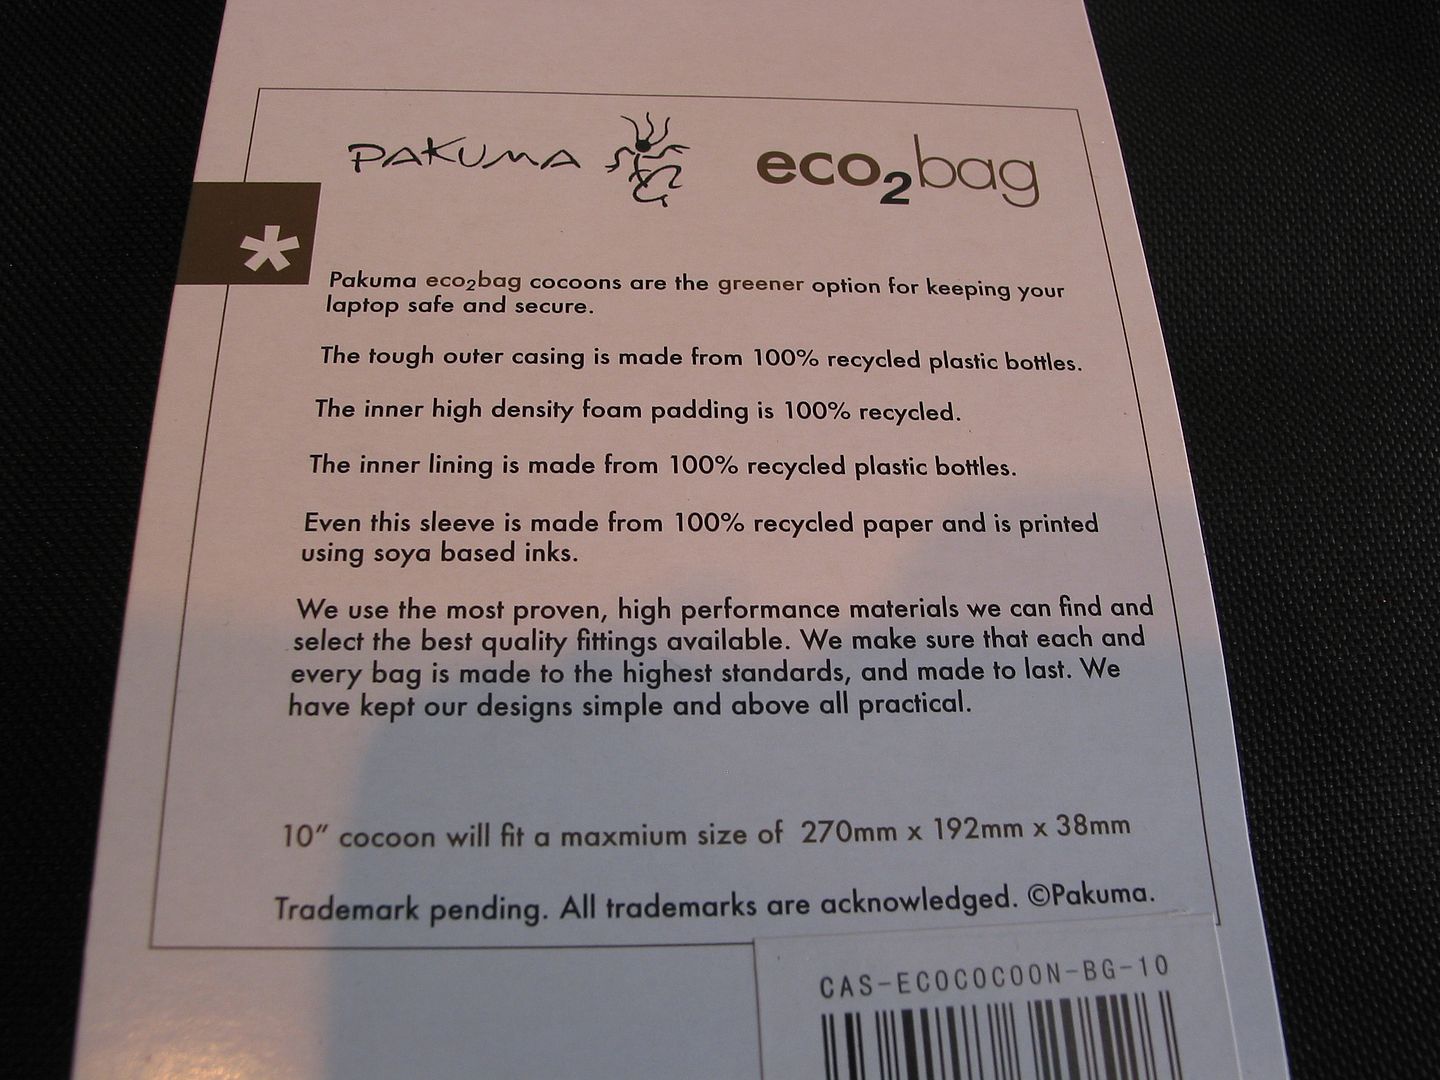 PAKUMA eco2bag
*
Pakuma eco2bag cocoons are the greener option for keeping your
laptop safe and secure.
The tough outer casing is made from 100% recycled plastic bottles.
The inner high density foam padding is 100% recycled.
The inner lining is made from 100% recycled plastic bottles.
Even this sleeve is made from 100% recycled paper and is printed
using soya based inks.
We use the most proven, high performance materials we can find and
select the best quality fittings available. We make sure that each and
every bag is made to the highest standards, and made to last. We
have kept our designs simple and above all practical.
10” cocoon will fit a maxmium size of 270mm x 192mm x 38mm
Trademark pending. All trademarks are acknowledged. ©Pakuma.
CAS-ECOCOCOON-BG-10